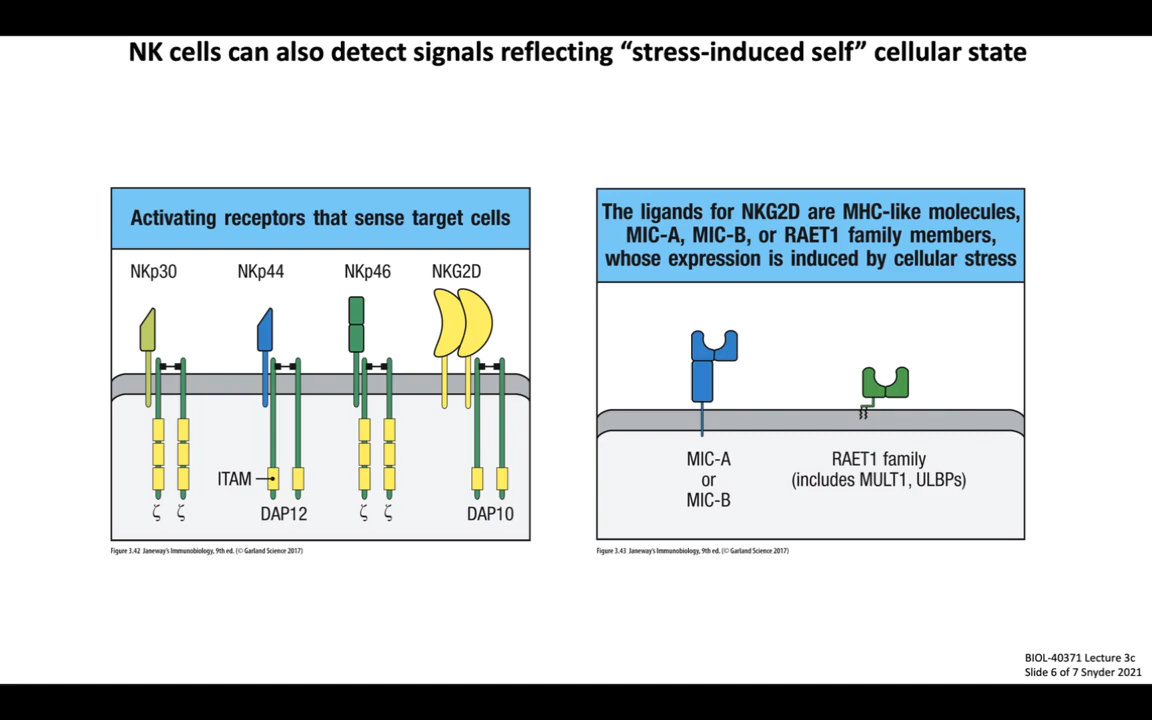 NK cells can also detect signals reflecting “stress-induced self” cellular state
Activating receptors that sense target cells
NKp30 NKp44 NKp46 NKG2D
ITAM
ζ ζ DAP12 ζ ζ DAP10
Figure 3.42 Janeway's Immunobiology, 9th ed. (© Garland Science 2017)
The ligands for NKG2D are MHC-like molecules,
MIC-A, MIC-B, or RAET1 family members,
whose expression is induced by cellular stress
MIC-A
or
MIC-B
RAET1 family
(includes MULT1, ULBPs)
Figure 3.43 Janeway's Immunobiology, 9th ed. (© Garland Science 2017)
BIOL-40371 Lecture 3c
Slide 6 of 7 Snyder 2021